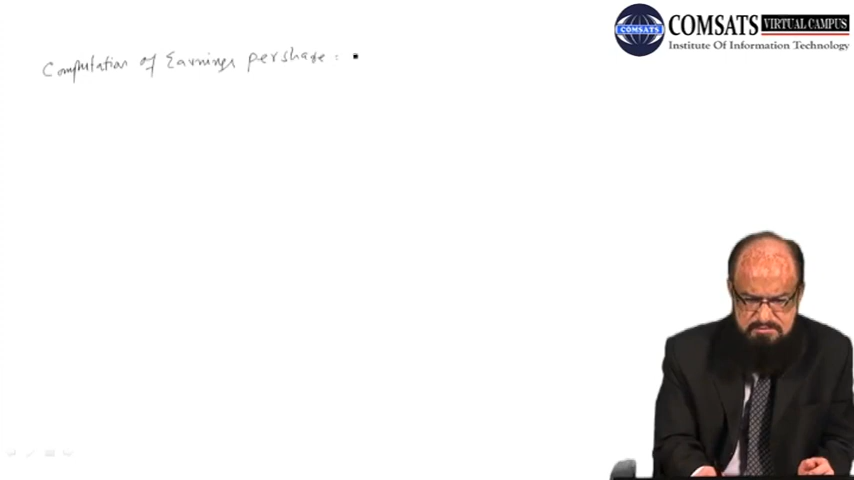 COMSATS VIRTUAL CAMPUS
Institute Of Information Technology
COMSATS
Computation of Earnings per share :